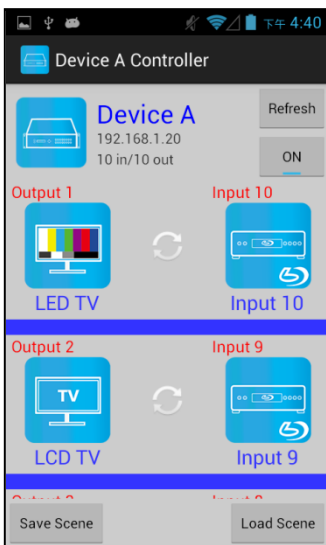 下午 4:40
Device A Controller
Device A
192.168.1.20
10 in/10 out
Refresh
ON
Output 1
Input 10
LED TV
Input 10
Output 2
Input 9
TV
LCD TV
Input 9
Save Scene
Load Scene